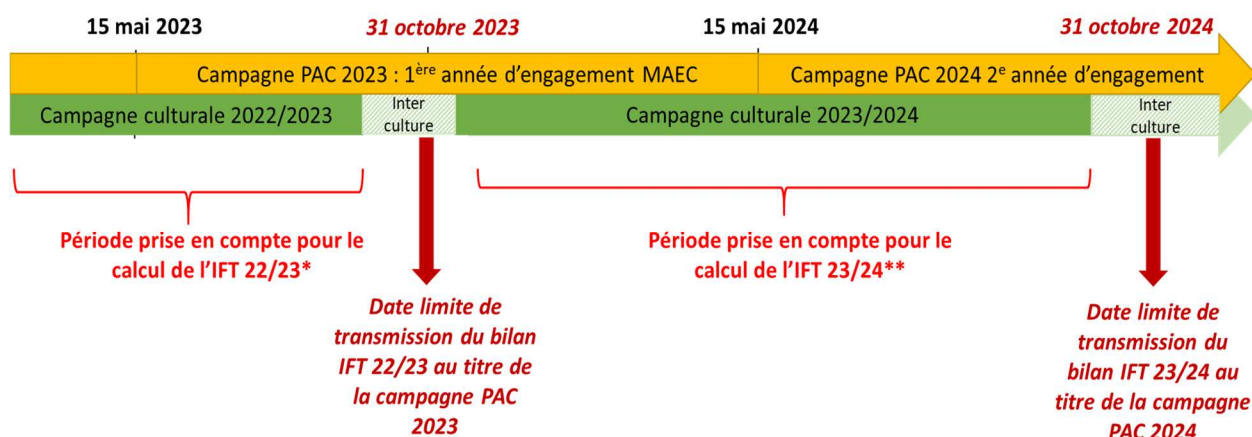 15 mai 2023
31 octobre 2023
15 mai 2024
31 octobre 2024
Campagne PAC 2023 : 1ère année d'engagement MAEC
Campagne PAC 2024 2e année d'engagement
Campagne culturale 2022/2023
Inter
culture
Campagne culturale 2023/2024
Inter
culture
Période prise en compte pour le
calcul de l'IFT 22/23*
Période prise en compte pour le
calcul de l'IFT 23/24**
Date limite de
transmission du bilan
IFT 22/23 au titre de
la campagne PAC
2023
Date limite de
transmission du
bilan IFT 23/24 au
titre de la campagne
PAC 2024